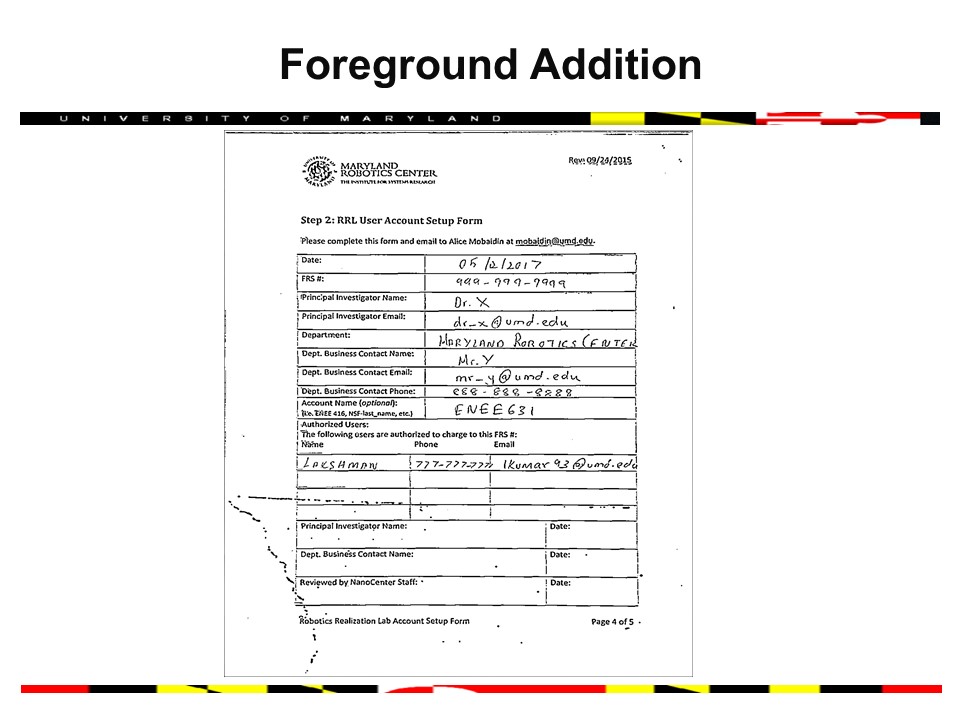 Foreground Addition
UNIVERSITY OF MARYLAND
UNIVERSITY OF MARYLAND
MARYLAND
ROBOTICS CENTER
THE INSTITUTE FOR SYSTEMS RESEARCH
Rev: 09/24/2015
Step 2: RRL User Account Setup Form
Please complete this form and email to Alice Mobaidin at mobaidin@umd.edu.
Date: 05/2/2017
FRS #: 999-999-9999
Principal Investigator Name: Dr. X
Principal Investigator Email: dr_x@umd.edu
Department: MARYLAND ROBOTICS CENTER
Dept. Business Contact Name: Mr. Y
Dept. Business Contact Email: mr_y@umd.edu
Dept. Business Contact Phone: 888-888-8888
Account Name (optional): ENEE631
(i.e. ENEE 416, NSF-last_name, etc.)
Authorized Users:
The following users are authorized to charge to this FRS #:
Name Phone Email
LAKSHMAN 777-777-777 lkumar93@umd.edu
Principal Investigator Name: Date:
Dept. Business Contact Name: Date:
Reviewed by NanoCenter Staff: Date:
Robotics Realization Lab Account Setup Form Page 4 of 5